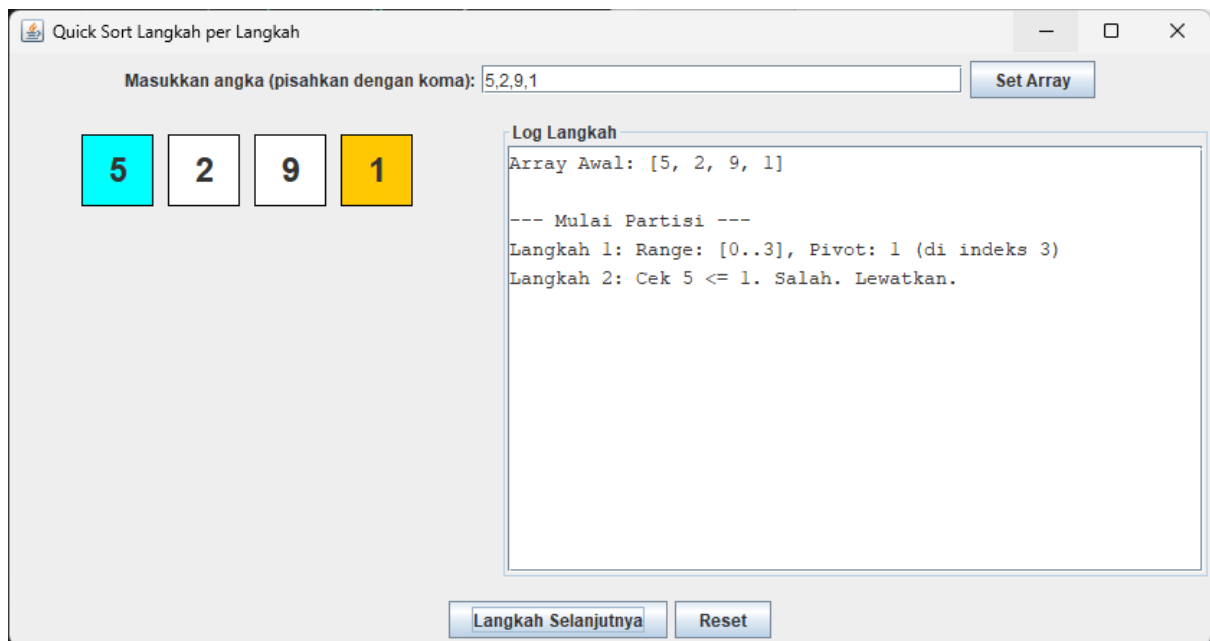 Quick Sort Langkah per Langkah
Masukkan angka (pisahkan dengan koma): 5,2,9,1 Set Array
5 2 9 1
Log Langkah
Array Awal: [5, 2, 9, 1]
--- Mulai Partisi ---
Langkah 1: Range: [0..3], Pivot: 1 (di indeks 3)
Langkah 2: Cek 5 <= 1. Salah. Lewatkan.
Langkah Selanjutnya Reset